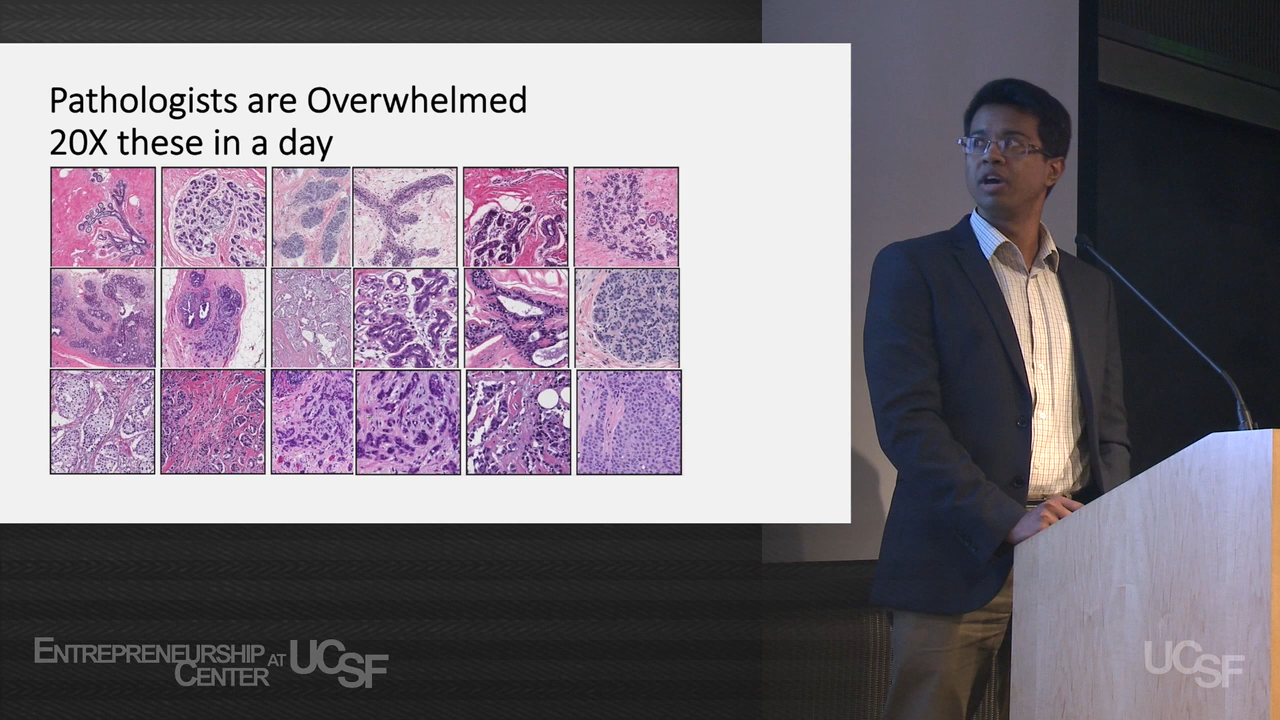 Pathologists are Overwhelmed
20X these in a day
ENTREPRENEURSHIP
CENTER AT UCSF
UCSF